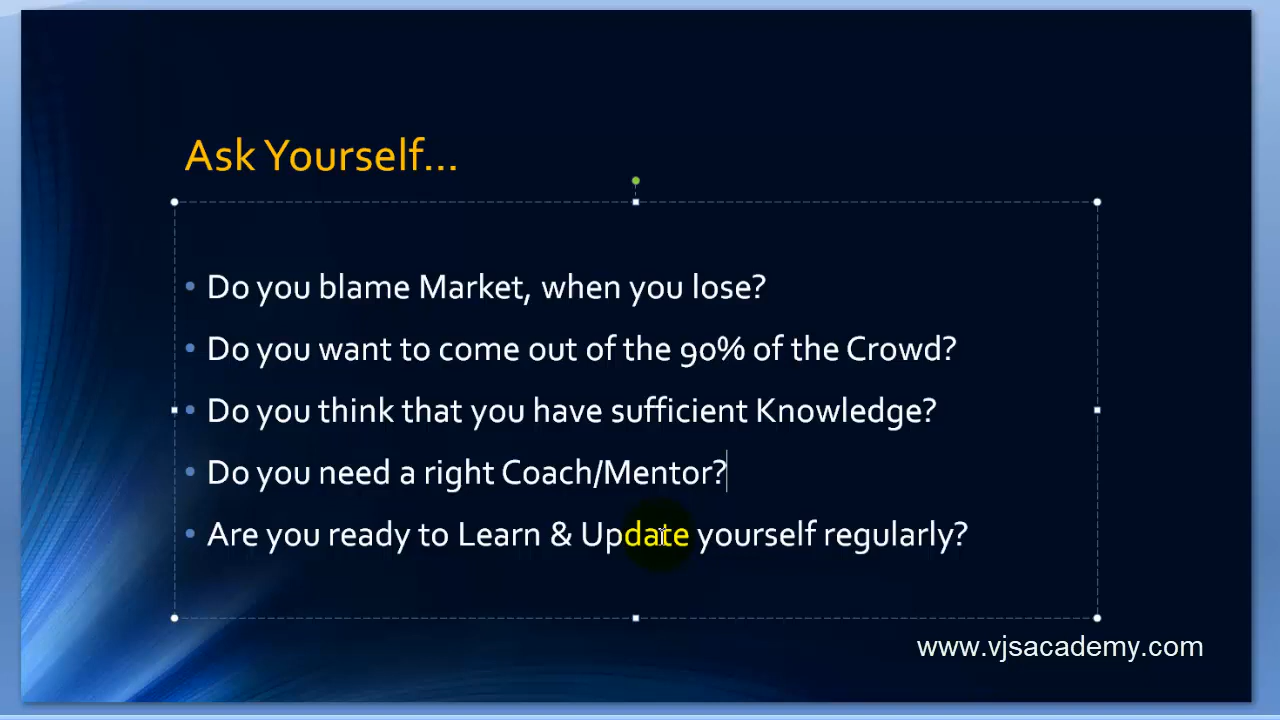 Ask Yourself...
• Do you blame Market, when you lose?
• Do you want to come out of the 90% of the Crowd?
• Do you think that you have sufficient Knowledge?
• Do you need a right Coach/Mentor?
• Are you ready to Learn & Update yourself regularly?
www.vjsacademy.com